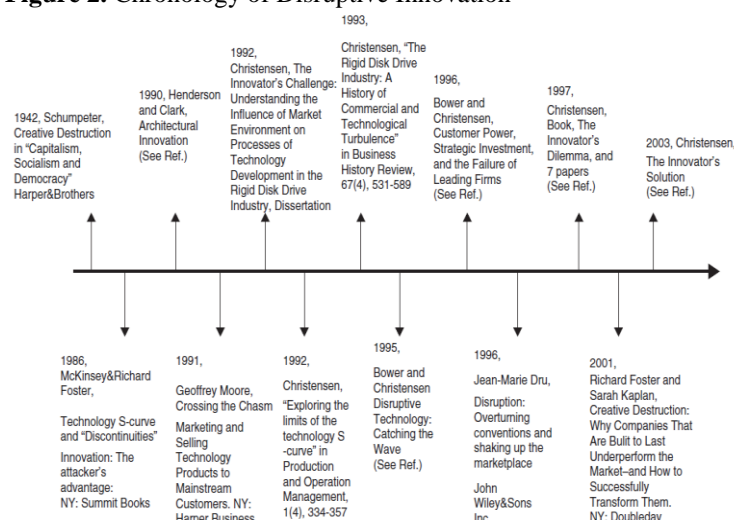 Figure 2. Chronology of Disruptive Innovation
1942, Schumpeter,
Creative Destruction
in “Capitalism,
Socialism and
Democracy”
Harper&Brothers
1990, Henderson
and Clark,
Architectural
Innovation
(See Ref.)
1992,
Christensen, The
Innovator’s Challenge:
Understanding the
Influence of Market
Environment on
Processes of
Technology
Development in the
Rigid Disk Drive
Industry, Dissertation
1993,
Christensen, “The
Rigid Disk Drive
Industry: A
History of
Commercial and
Technological
Turbulence”
in Business
History Review,
67(4), 531-589
1996,
Bower and
Christensen,
Customer Power,
Strategic Investment,
and the Failure of
Leading Firms
(See Ref.)
1997,
Christensen,
Book, The
Innovator’s
Dilemma, and
7 papers
(See Ref.)
2003, Christensen,
The Innovator’s
Solution
(See Ref.)
1986,
McKinsey&Richard
Foster,
Technology S-curve
and “Discontinuities”
Innovation: The
attacker’s
advantage:
NY: Summit Books
1991,
Geoffrey Moore,
Crossing the Chasm
Marketing and
Selling
Technology
Products to
Mainstream
Customers. NY:
Harper Business
1992,
Christensen,
“Exploring the
limits of the
technology S
-curve” in
Production
and Operation
Management,
1(4), 334-357
1995,
Bower and
Christensen
Disruptive
Technology:
Catching the
Wave
(See Ref.)
1996,
Jean-Marie Dru,
Disruption:
Overturning
conventions and
shaking up the
marketplace
John
Wiley&Sons
Inc
2001,
Richard Foster and
Sarah Kaplan,
Creative Destruction:
Why Companies That
Are Bulit to Last
Underperform the
Market–and How to
Successfully
Transform Them.
NY: Doubleday